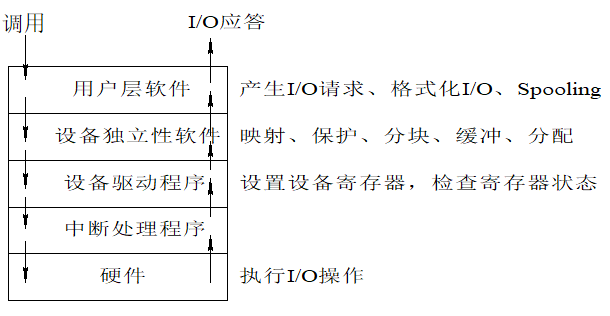 调用 I/O应答
用户层软件 产生I/O请求、格式化I/O、Spooling
设备独立性软件 映射、保护、分块、缓冲、分配
设备驱动程序 设置设备寄存器，检查寄存器状态
中断处理程序
硬件 执行I/O操作